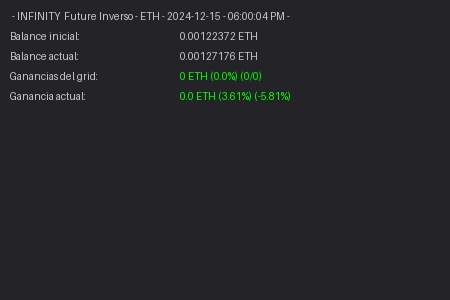 - INFINITY Future Inverso - ETH - 2024-12-15 - 06:00:04 PM -
Balance inicial: 0.00122372 ETH
Balance actual: 0.00127176 ETH
Ganancias del grid: 0 ETH (0.0%) (0/0)
Ganancia actual: 0.0 ETH (3.61%) (-5.81%)